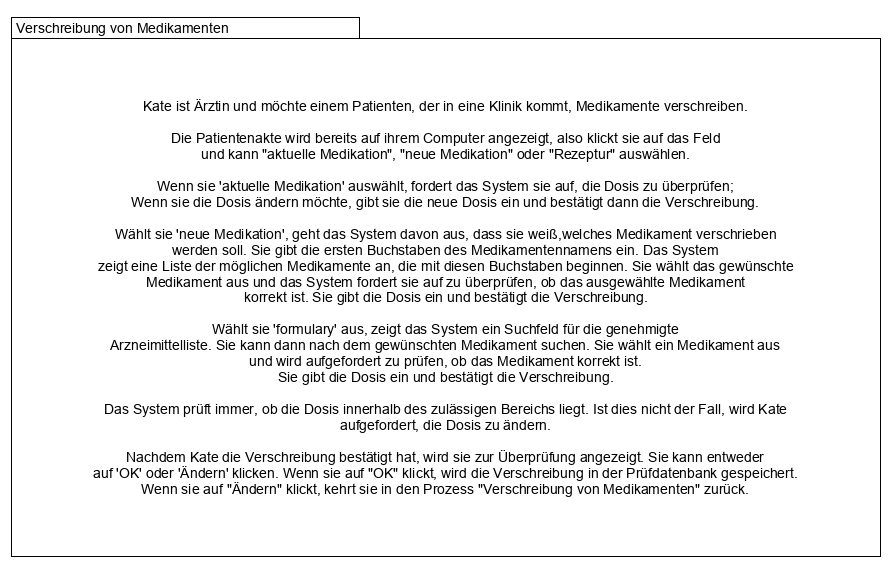 Verschreibung von Medikamenten
Kate ist Ärztin und möchte einem Patienten, der in eine Klinik kommt, Medikamente verschreiben.
Die Patientenakte wird bereits auf ihrem Computer angezeigt, also klickt sie auf das Feld
und kann "aktuelle Medikation", "neue Medikation" oder "Rezeptur" auswählen.
Wenn sie 'aktuelle Medikation' auswählt, fordert das System sie auf, die Dosis zu überprüfen;
Wenn sie die Dosis ändern möchte, gibt sie die neue Dosis ein und bestätigt dann die Verschreibung.
Wählt sie 'neue Medikation', geht das System davon aus, dass sie weiß,welches Medikament verschrieben
werden soll. Sie gibt die ersten Buchstaben des Medikamentennamens ein. Das System
zeigt eine Liste der möglichen Medikamente an, die mit diesen Buchstaben beginnen. Sie wählt das gewünschte
Medikament aus und das System fordert sie auf zu überprüfen, ob das ausgewählte Medikament
korrekt ist. Sie gibt die Dosis ein und bestätigt die Verschreibung.
Wählt sie 'formulary' aus, zeigt das System ein Suchfeld für die genehmigte
Arzneimittelliste. Sie kann dann nach dem gewünschten Medikament suchen. Sie wählt ein Medikament aus
und wird aufgefordert zu prüfen, ob das Medikament korrekt ist.
Sie gibt die Dosis ein und bestätigt die Verschreibung.
Das System prüft immer, ob die Dosis innerhalb des zulässigen Bereichs liegt. Ist dies nicht der Fall, wird Kate
aufgefordert, die Dosis zu ändern.
Nachdem Kate die Verschreibung bestätigt hat, wird sie zur Überprüfung angezeigt. Sie kann entweder
auf 'OK' oder 'Ändern' klicken. Wenn sie auf "OK" klickt, wird die Verschreibung in der Prüfdatenbank gespeichert.
Wenn sie auf "Ändern" klickt, kehrt sie in den Prozess "Verschreibung von Medikamenten" zurück.